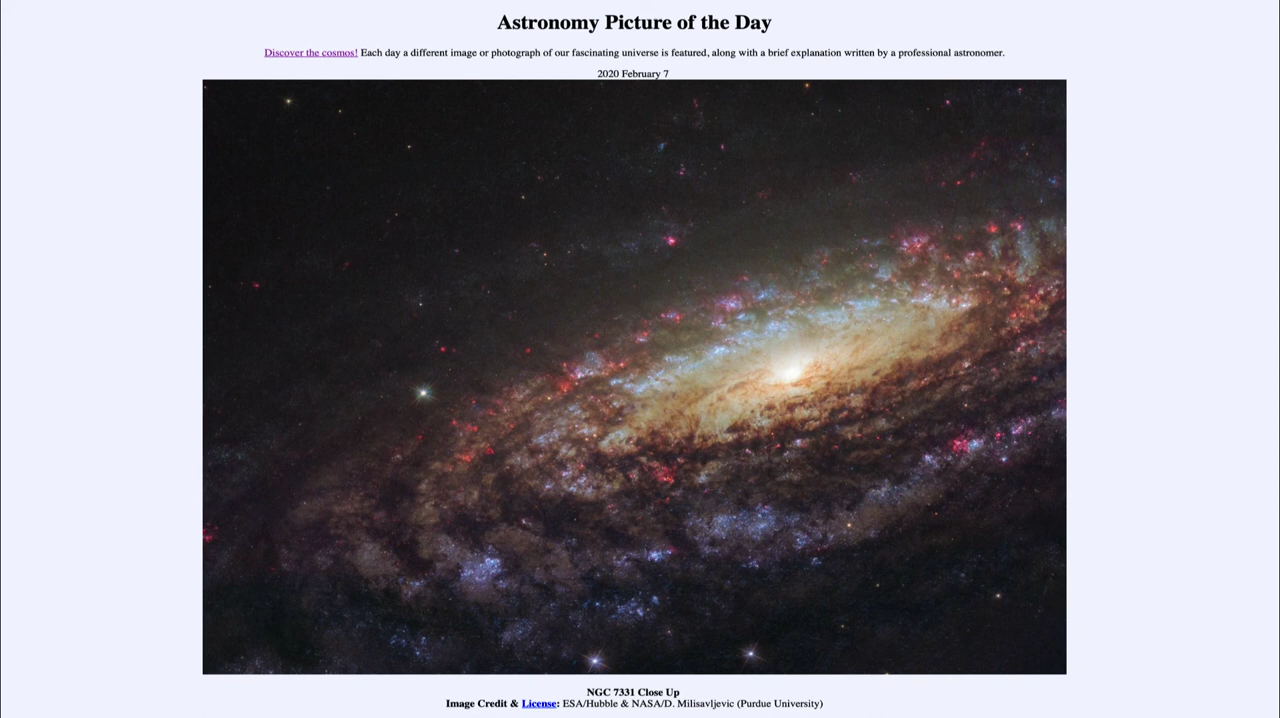 Astronomy Picture of the Day
Discover the cosmos! Each day a different image or photograph of our fascinating universe is featured, along with a brief explanation written by a professional astronomer.
2020 February 7
NGC 7331 Close Up
Image Credit & License: ESA/Hubble & NASA/D. Milisavljevic (Purdue University)